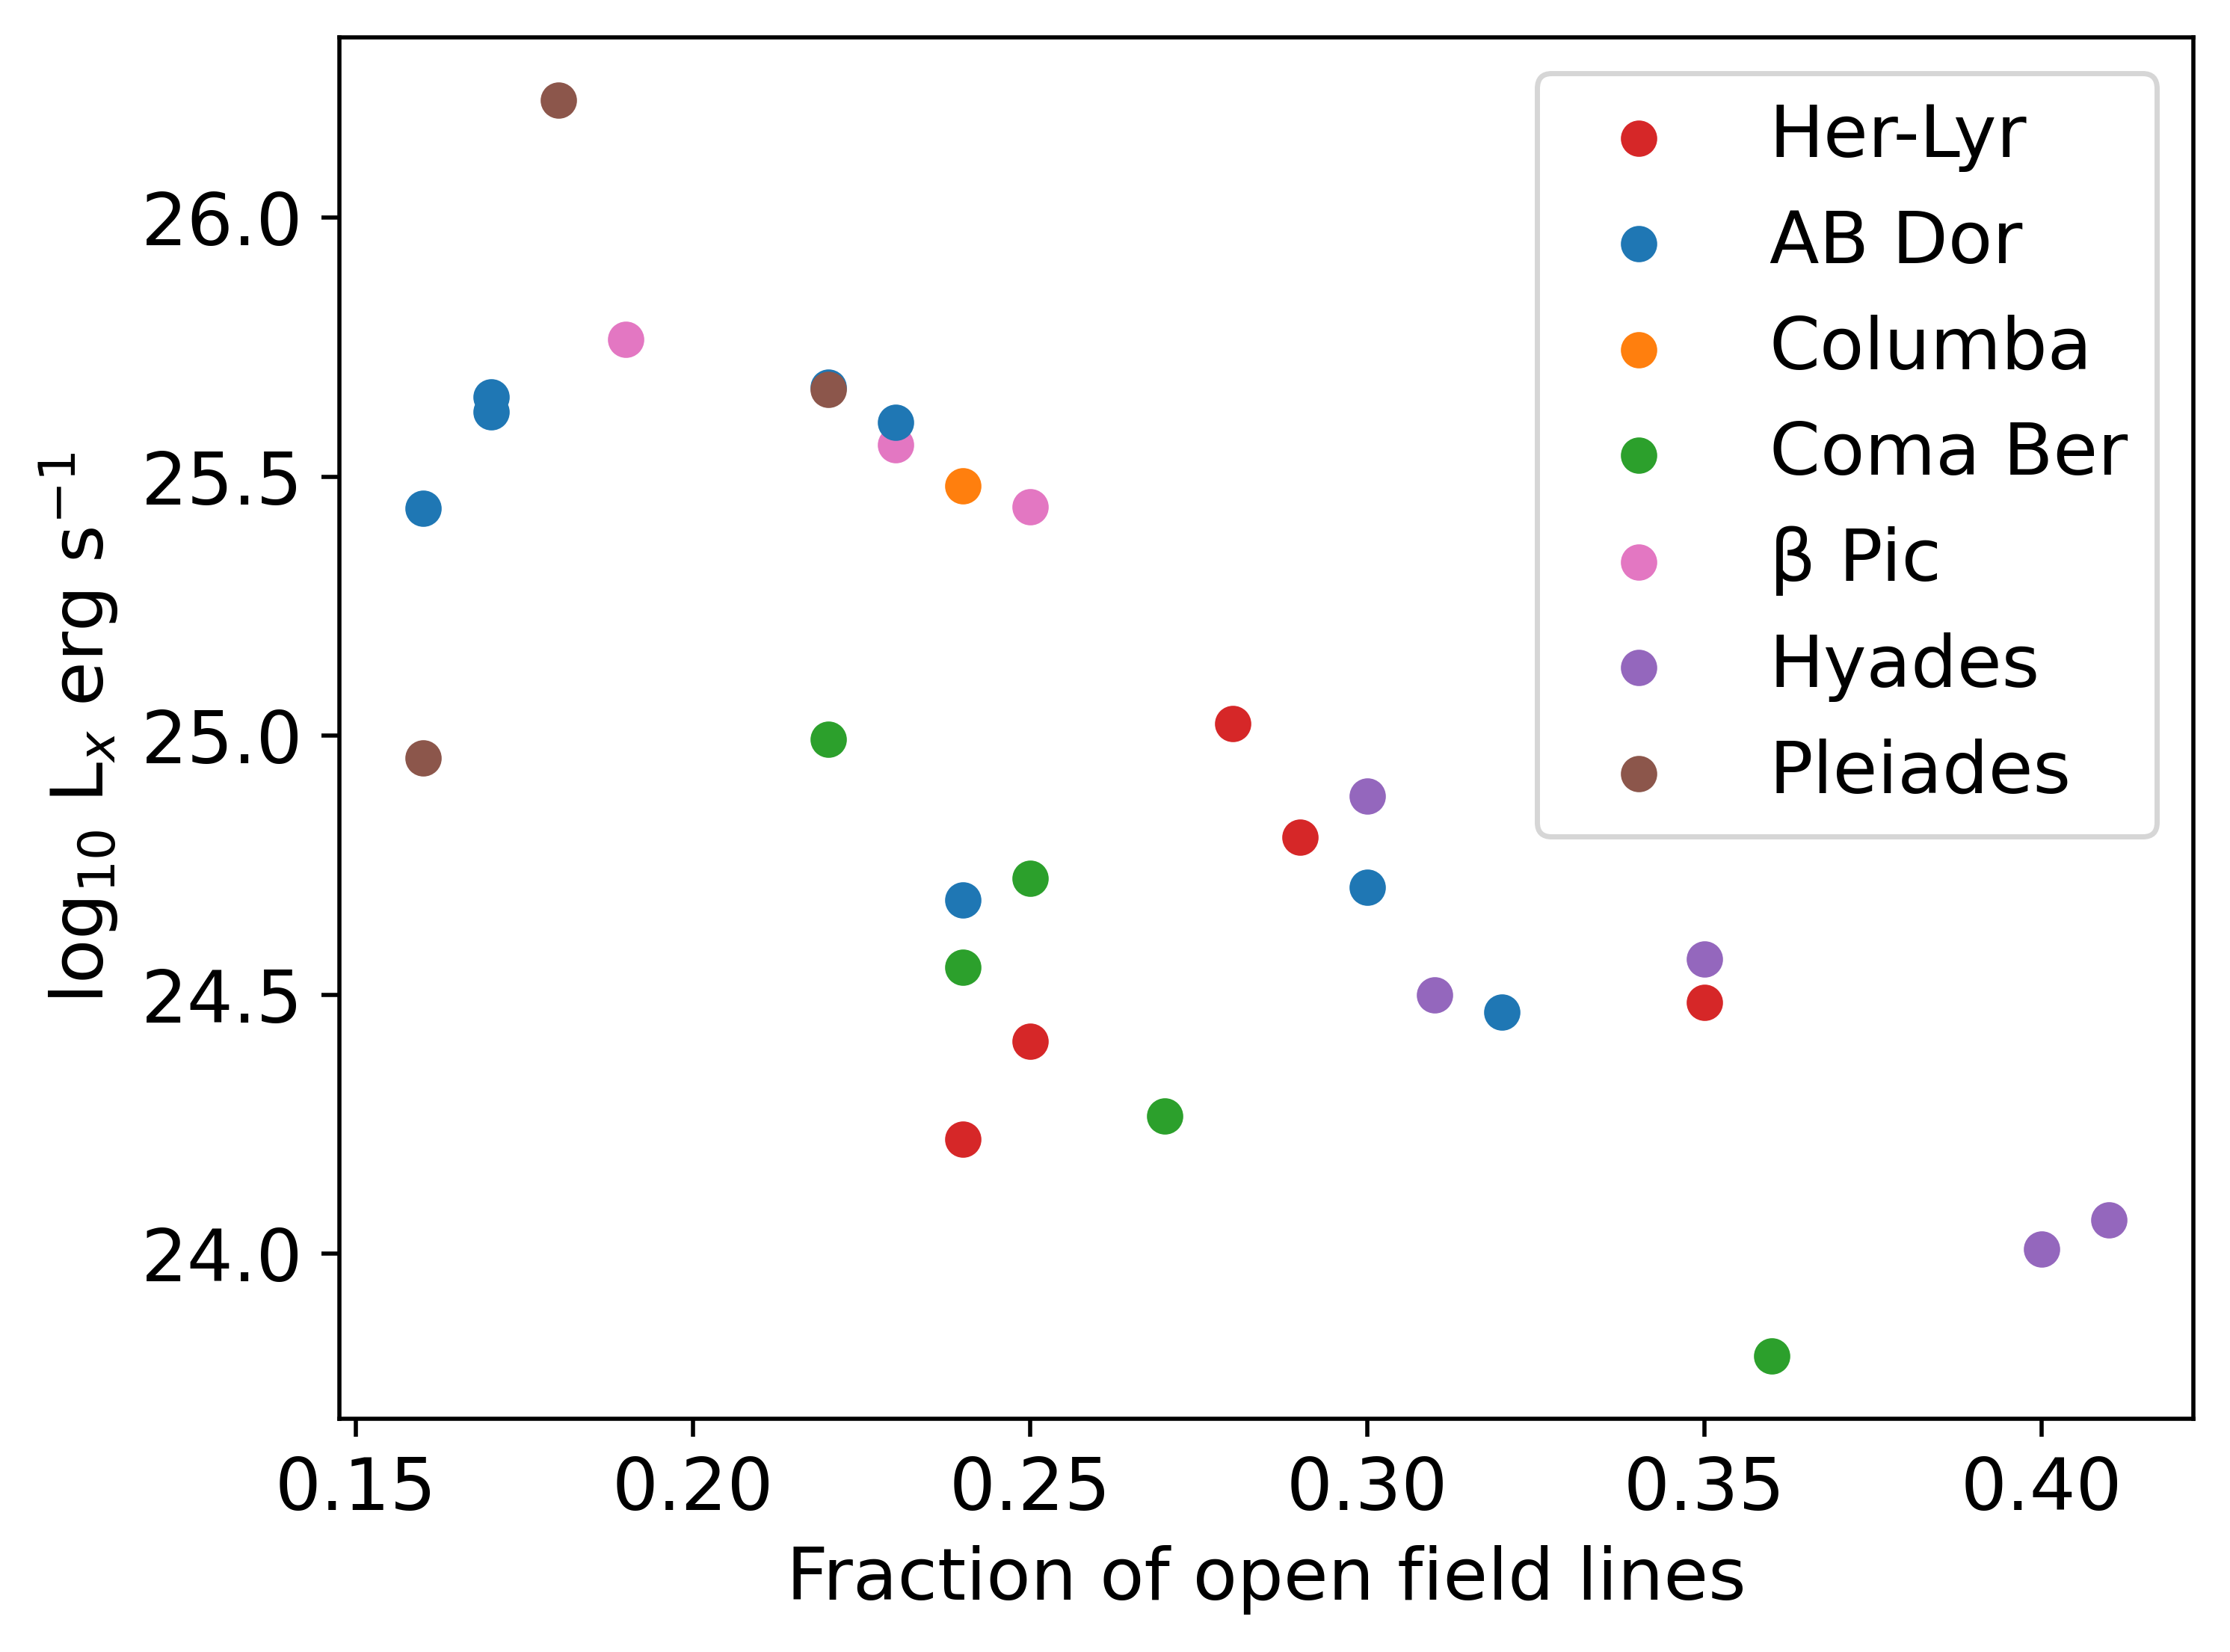 log₁₀ Lₓ erg s⁻¹
26.0
25.5
25.0
24.5
24.0
0.15 0.20 0.25 0.30 0.35 0.40
Fraction of open field lines
Her-Lyr
AB Dor
Columba
Coma Ber
β Pic
Hyades
Pleiades